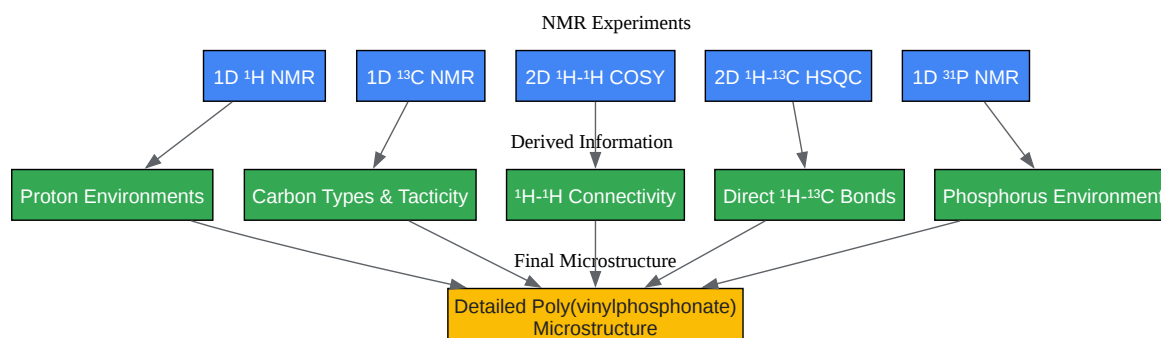 NMR Experiments
1D ¹H NMR
1D ¹³C NMR
2D ¹H-¹H COSY
2D ¹H-¹³C HSQC
1D ³¹P NMR
Derived Information
Proton Environments
Carbon Types & Tacticity
¹H-¹H Connectivity
Direct ¹H-¹³C Bonds
Phosphorus Environment
Final Microstructure
Detailed Poly(vinylphosphonate)
Microstructure